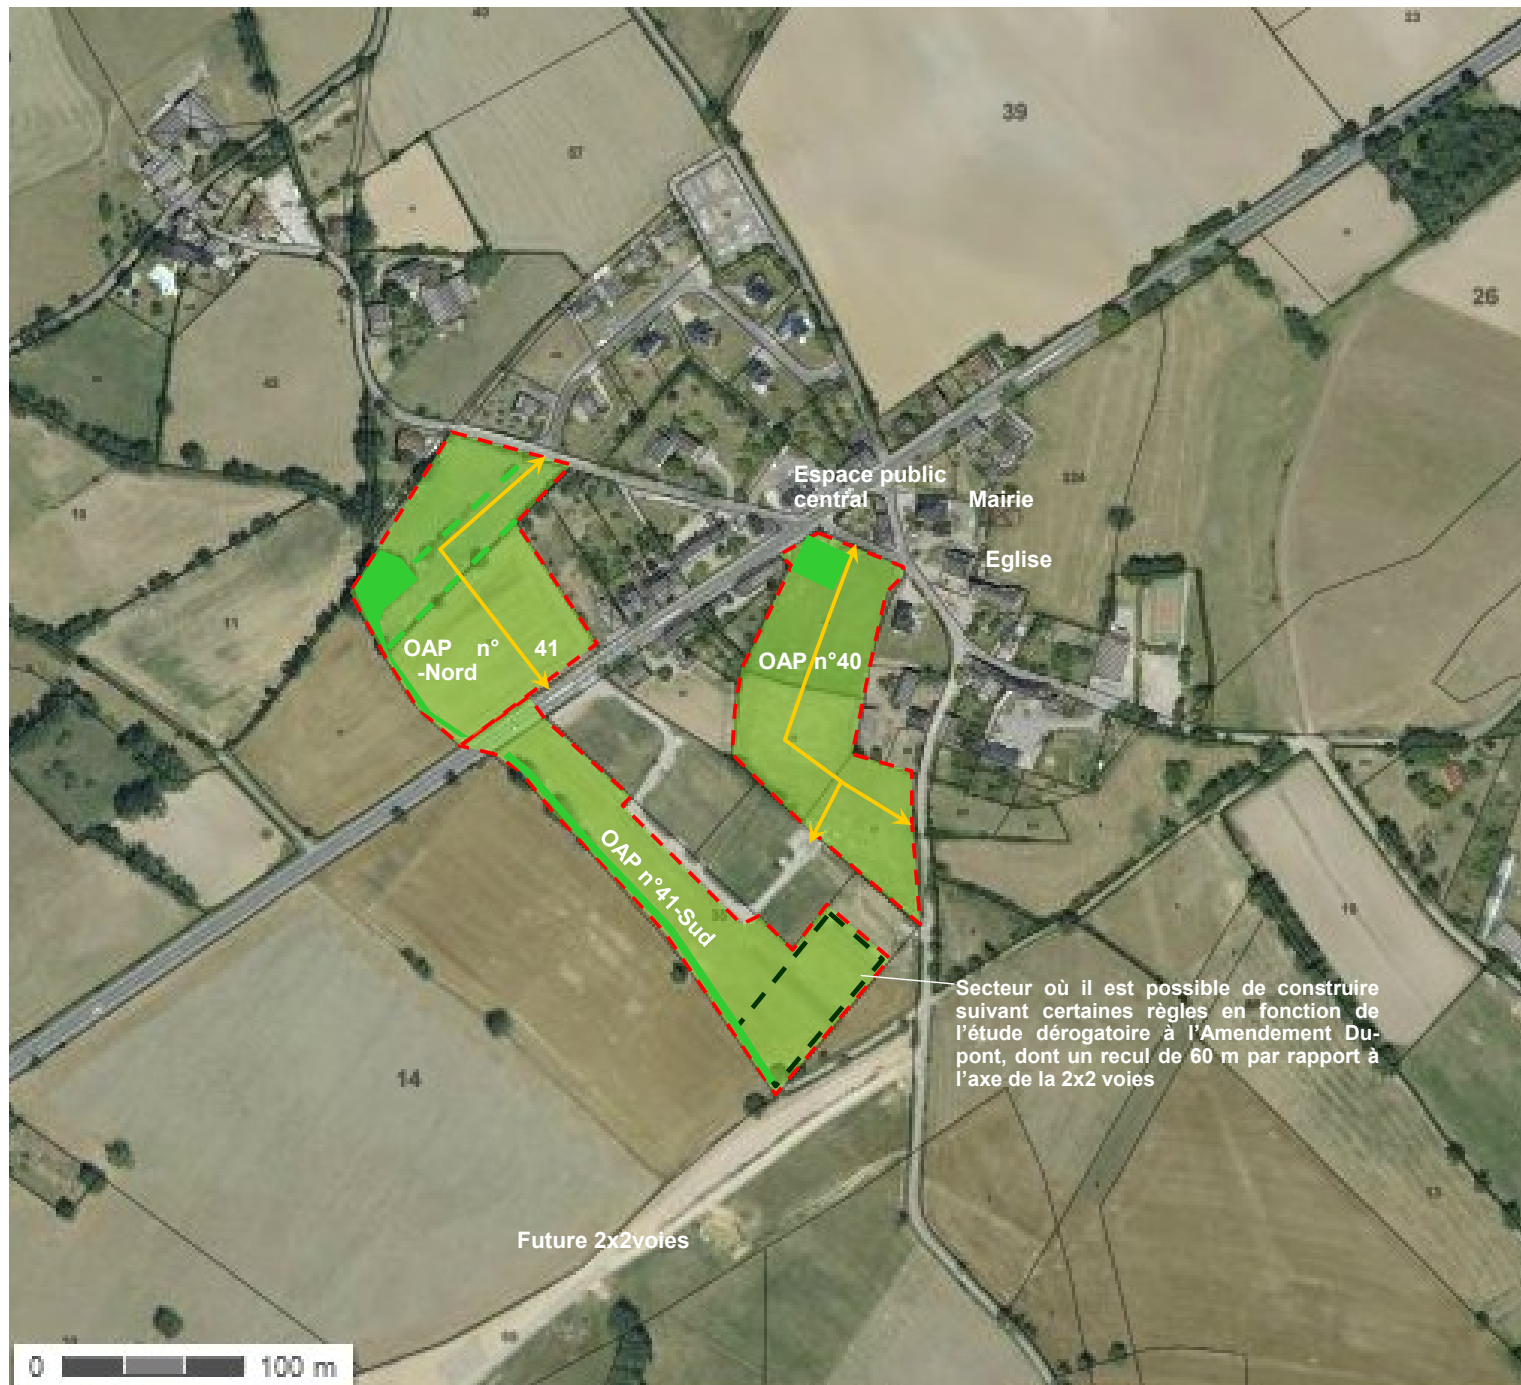 39
26
Espace public
central
Mairie
Eglise
OAP n° 41
-Nord
OAP n°40
11
OAP n°41-Sud
Secteur où il est possible de construire
suivant certaines règles en fonction de
l'étude dérogatoire à l'Amendement Du-
pont, dont un recul de 60 m par rapport à
l'axe de la 2x2 voies
14
Future 2x2voies
0 100 m